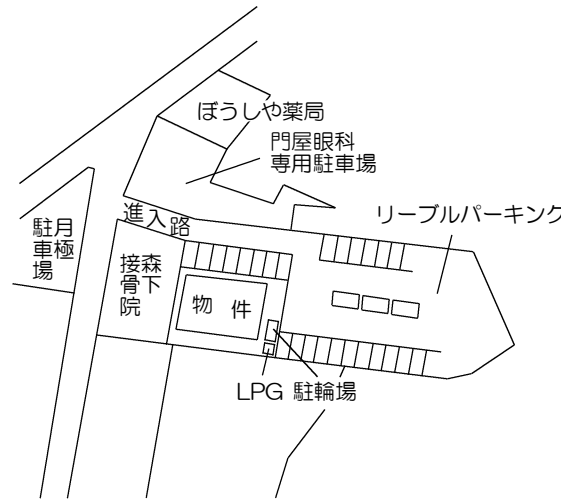 ぼうしや薬局
門屋眼科
専用駐車場
リーブルパーキング
進入路
月極
駐車場
森下
接骨院
物件
LPG 駐輪場